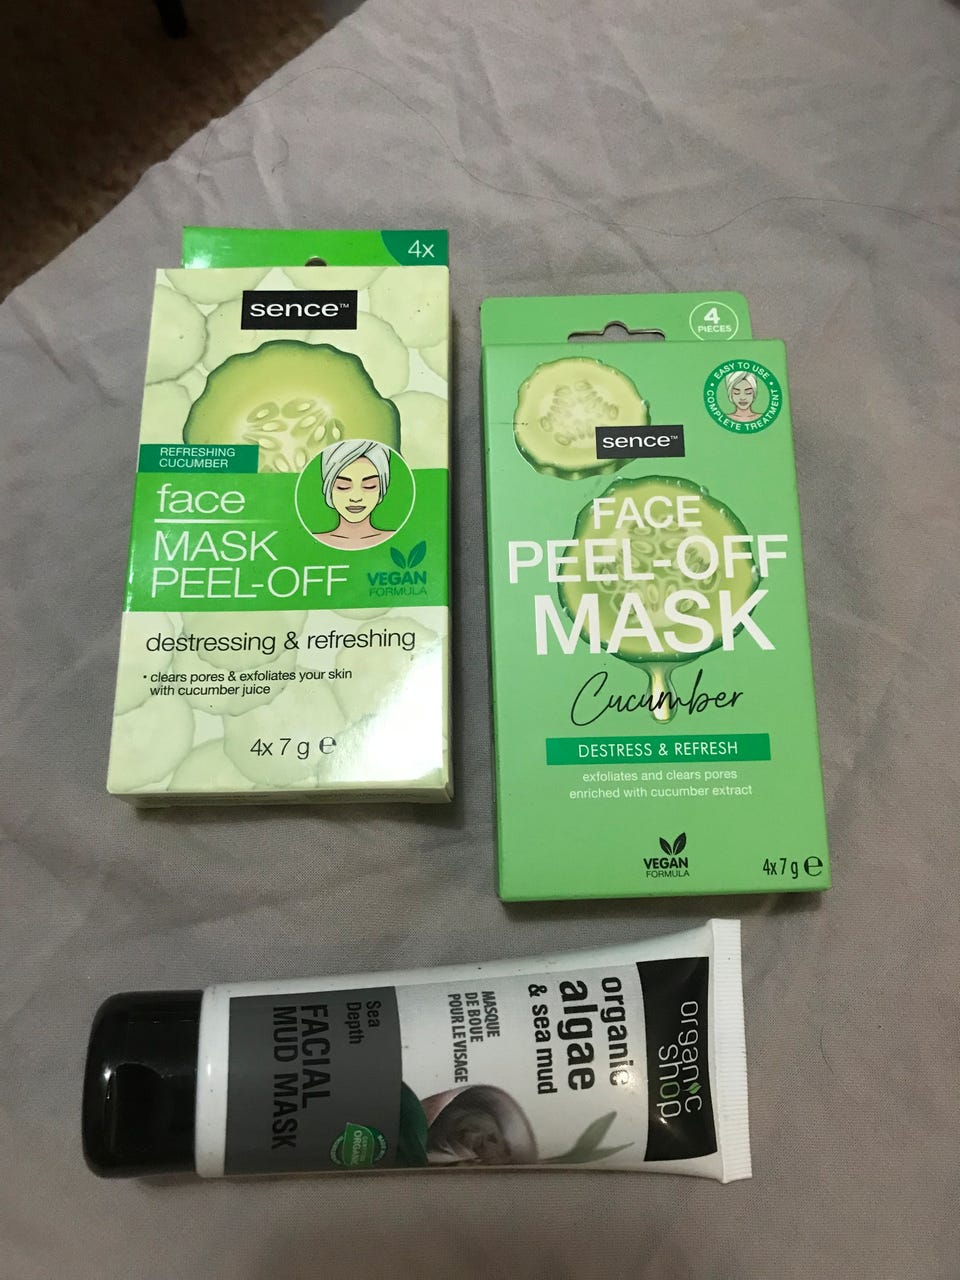 4x
sence™
REFRESHING
CUCUMBER
face
MASK
PEEL-OFF
VEGAN
FORMULA
destressing & refreshing
• clears pores & exfoliates your skin
with cucumber juice
4x 7 g ℮
4
PIECES
• EASY TO USE •
COMPLETE TREATMENT
sence™
FACE
PEEL-OFF
MASK
Cucumber
DESTRESS & REFRESH
exfoliates and clears pores
enriched with cucumber extract
VEGAN
FORMULA
4x7 g ℮
organic
shop
organic
algae
& sea mud
MASQUE
DE BOUE
POUR LE VISAGE
Sea
Depth
FACIAL
MUD MASK
ORGANIC